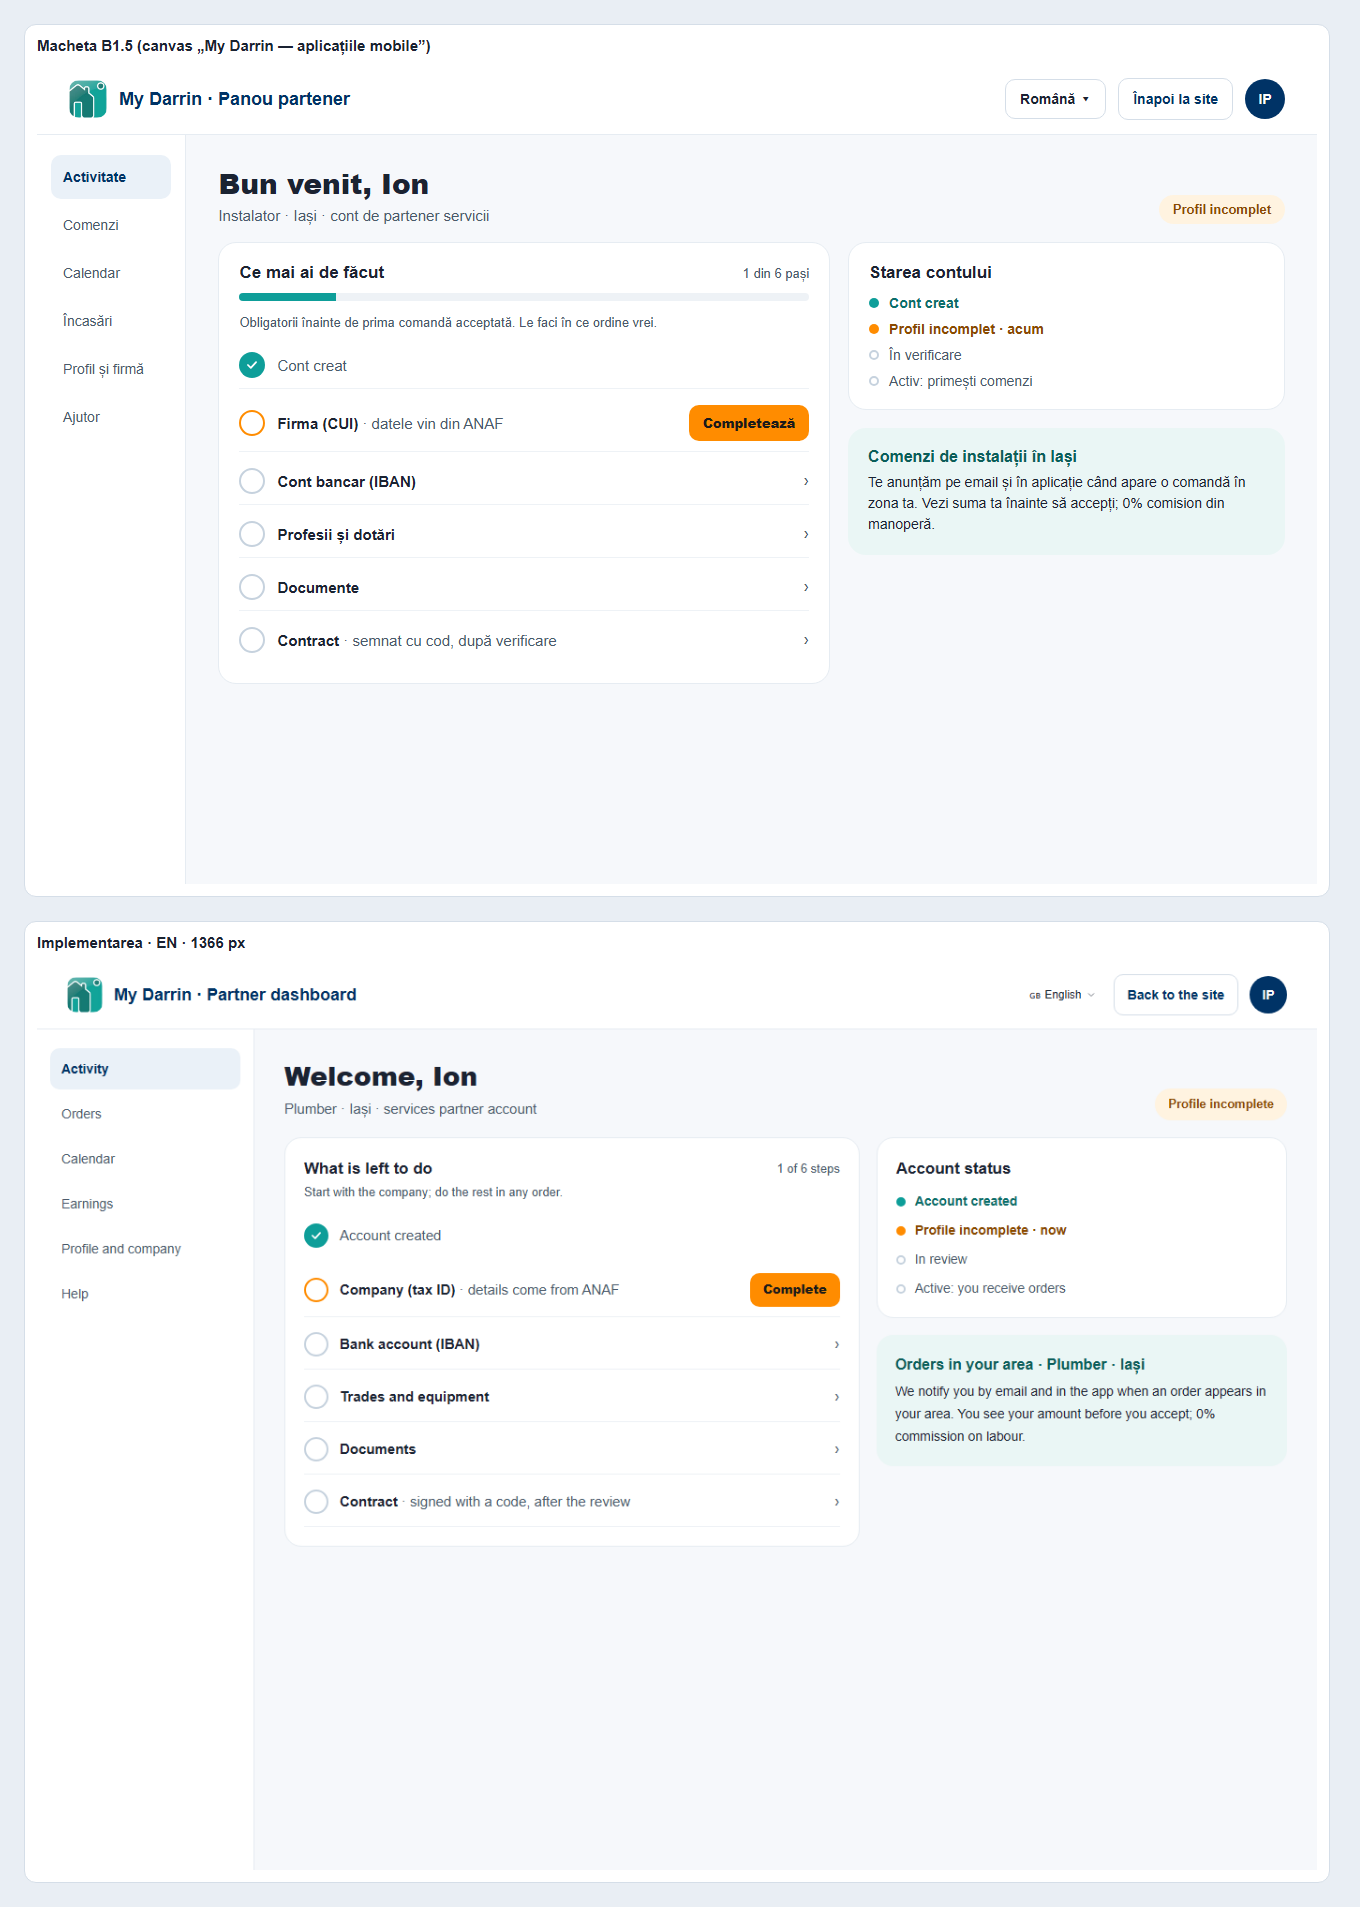 Macheta B1.5 (canvas „My Darrin — aplicațiile mobile”)
My Darrin · Panou partener
Română ▾
Înapoi la site
IP
Activitate
Comenzi
Calendar
Încasări
Profil și firmă
Ajutor
Bun venit, Ion
Instalator · Iași · cont de partener servicii
Profil incomplet
Ce mai ai de făcut
1 din 6 pași
Obligatorii înainte de prima comandă acceptată. Le faci în ce ordine vrei.
Cont creat
Firma (CUI) · datele vin din ANAF
Completează
Cont bancar (IBAN) ›
Profesii și dotări ›
Documente ›
Contract · semnat cu cod, după verificare ›
Starea contului
Cont creat
Profil incomplet · acum
În verificare
Activ: primești comenzi
Comenzi de instalații în Iași
Te anunțăm pe email și în aplicație când apare o comandă în
zona ta. Vezi suma ta înainte să accepți; 0% comision din
manoperă.
Implementarea · EN · 1366 px
My Darrin · Partner dashboard
GB English
Back to the site
IP
Activity
Orders
Calendar
Earnings
Profile and company
Help
Welcome, Ion
Plumber · Iași · services partner account
Profile incomplete
What is left to do
1 of 6 steps
Start with the company; do the rest in any order.
Account created
Company (tax ID) · details come from ANAF
Complete
Bank account (IBAN) ›
Trades and equipment ›
Documents ›
Contract · signed with a code, after the review ›
Account status
Account created
Profile incomplete · now
In review
Active: you receive orders
Orders in your area · Plumber · Iași
We notify you by email and in the app when an order appears in
your area. You see your amount before you accept; 0%
commission on labour.